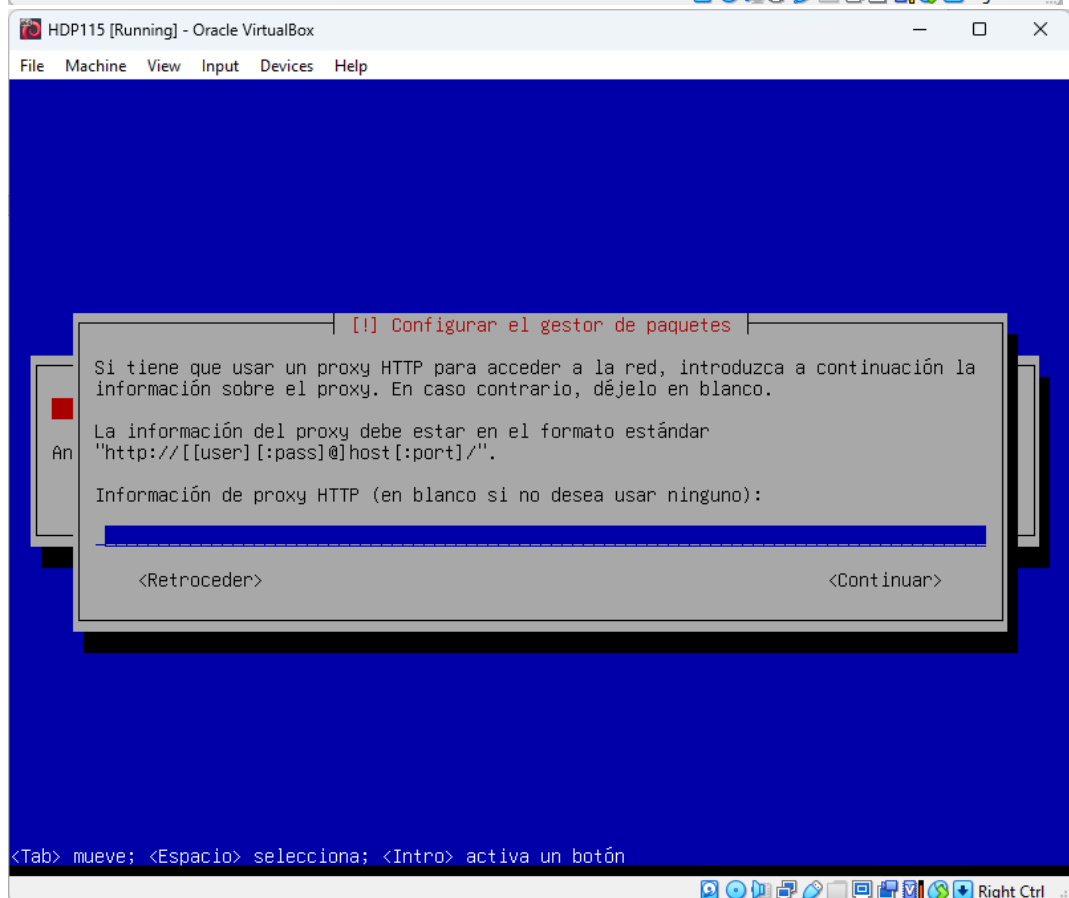 HDP115 [Running] - Oracle VirtualBox
File Machine View Input Devices Help
[!] Configurar el gestor de paquetes
Si tiene que usar un proxy HTTP para acceder a la red, introduzca a continuación la
información sobre el proxy. En caso contrario, déjelo en blanco.
La información del proxy debe estar en el formato estándar
An
"http://[[user][:pass]@]host[:port]/".
Información de proxy HTTP (en blanco si no desea usar ninguno):
<Retroceder> <Continuar>
<Tab> mueve; <Espacio> selecciona; <Intro> activa un botón
Right Ctrl